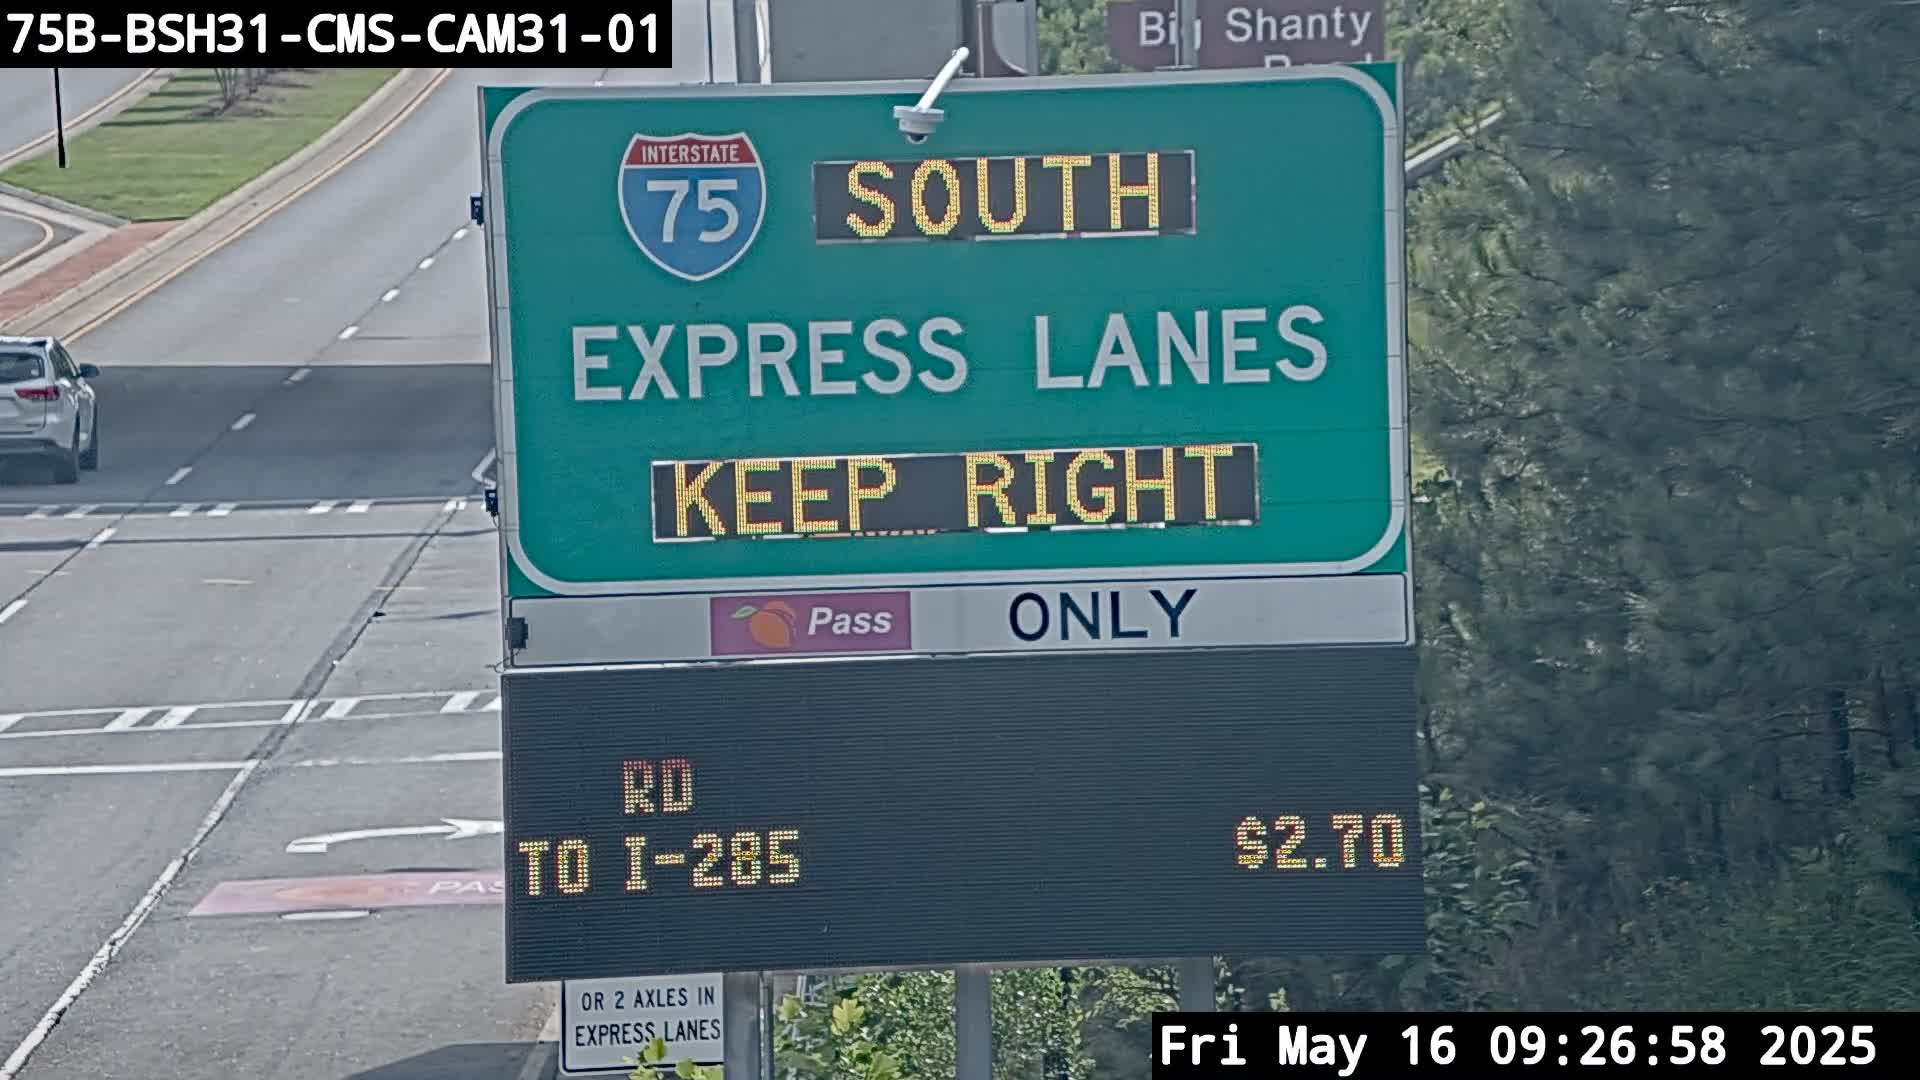 75B-BSH31-CMS-CAM31-01
Big Shanty
INTERSTATE
75
SOUTH
EXPRESS LANES
KEEP RIGHT
Pass
ONLY
RD
TO I-285
$2.70
OR 2 AXLES IN
EXPRESS LANES
Fri May 16 09:26:58 2025